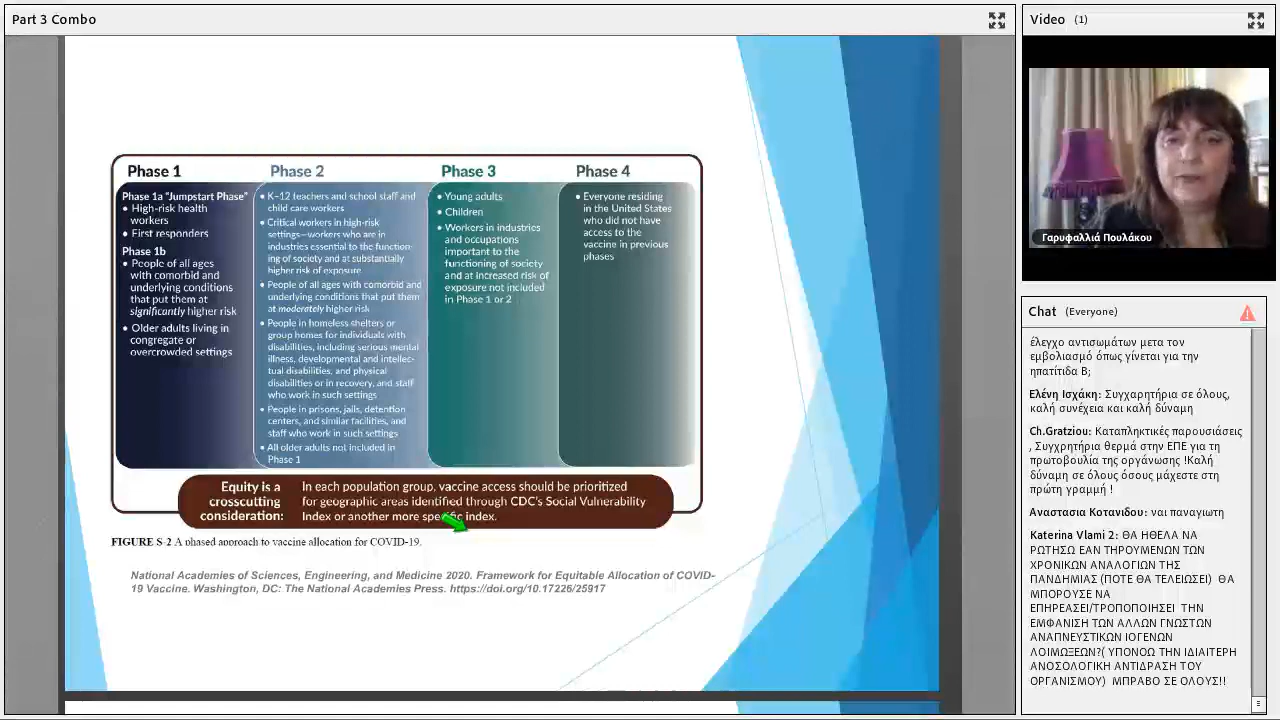 Part 3 Combo
Phase 1
Phase 1a "Jumpstart Phase"
• High-risk health
workers
• First responders
Phase 1b
• People of all ages
with comorbid and
underlying conditions
that put them at
significantly higher risk
• Older adults living in
congregate or
overcrowded settings
Phase 2
• K–12 teachers and school staff and
child care workers
• Critical workers in high-risk
settings—workers who are in
industries essential to the function-
ing of society and at substantially
higher risk of exposure
• People of all ages with comorbid and
underlying conditions that put them
at moderately higher risk
• People in homeless shelters or
group homes for individuals with
disabilities, including serious mental
illness, developmental and intellec-
tual disabilities, and physical
disabilities or in recovery, and staff
who work in such settings
• People in prisons, jails, detention
centers, and similar facilities, and
staff who work in such settings
• All older adults not included in
Phase 1
Phase 3
• Young adults
• Children
• Workers in industries
and occupations
important to the
functioning of society
and at increased risk of
exposure not included
in Phase 1 or 2
Phase 4
• Everyone residing
in the United States
who did not have
access to the
vaccine in previous
phases
Equity is a
crosscutting
consideration:
In each population group, vaccine access should be prioritized
for geographic areas identified through CDC's Social Vulnerability
Index or another more specific index.
FIGURE S-2 A phased approach to vaccine allocation for COVID-19.
National Academies of Sciences, Engineering, and Medicine 2020. Framework for Equitable Allocation of COVID-
19 Vaccine. Washington, DC: The National Academies Press. https://doi.org/10.17226/25917
Video (1)
Γαρυφαλλιά Πουλάκου
Chat (Everyone)
έλεγχο αντισωμάτων μετα τον
εμβολιασμό όπως γίνεται για την
ηπατίτιδα Β;
Ελένη Ισχάκη: Συγχαρητήρια σε όλους,
καλή συνέχεια και καλή δύναμη
Ch.Gratziou: Καταπληκτικές παρουσιάσεις
, Συγχρητήρια θερμά στην ΕΠΕ για τη
πρωτοβουλία της οργάνωσης !Καλή
δύναμη σε όλους όσους μάχεστε στη
πρώτη γραμμή !
Αναστασια Κοτανιδου: ναι παναγιωτη
Katerina Vlami 2: ΘΑ ΗΘΕΛΑ ΝΑ
ΡΩΤΗΣΩ ΕΑΝ ΤΗΡΟΥΜΕΝΩΝ ΤΩΝ
ΧΡΟΝΙΚΩΝ ΑΝΑΛΟΓΙΩΝ ΤΗΣ
ΠΑΝΔΗΜΙΑΣ (ΠΟΤΕ ΘΑ ΤΕΛΕΙΩΣΕΙ) ΘΑ
ΜΠΟΡΟΥΣΕ ΝΑ
ΕΠΗΡΕΑΣΕΙ/ΤΡΟΠΟΠΟΙΗΣΕΙ ΤΗΝ
ΕΜΦΑΝΙΣΗ ΤΩΝ ΑΛΛΩΝ ΓΝΩΣΤΩΝ
ΑΝΑΠΝΕΥΣΤΙΚΩΝ ΙΟΓΕΝΩΝ
ΛΟΙΜΩΞΕΩΝ?( ΥΠΟΝΟΩ ΤΗΝ ΙΔΙΑΙΤΕΡΗ
ΑΝΟΣΟΛΟΓΙΚΗ ΑΝΤΙΔΡΑΣΗ ΤΟΥ
ΟΡΓΑΝΙΣΜΟΥ) ΜΠΡΑΒΟ ΣΕ ΟΛΟΥΣ!!